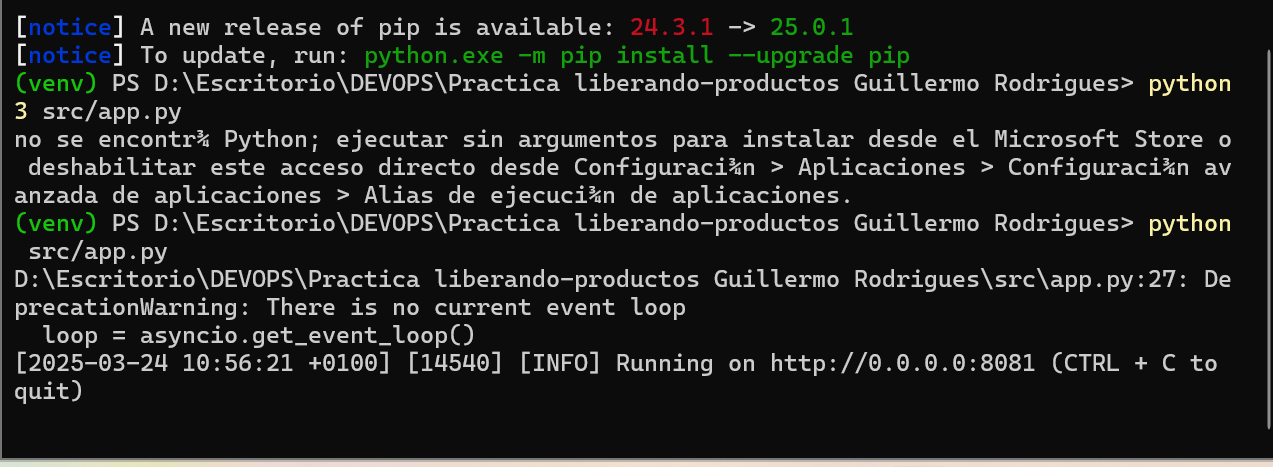 [notice] A new release of pip is available: 24.3.1 -> 25.0.1
[notice] To update, run: python.exe -m pip install --upgrade pip
(venv) PS D:\Escritorio\DEVOPS\Practica liberando-productos Guillermo Rodrigues> python
3 src/app.py
no se encontr¾ Python; ejecutar sin argumentos para instalar desde el Microsoft Store o
 deshabilitar este acceso directo desde Configuraci¾n > Aplicaciones > Configuraci¾n av
anzada de aplicaciones > Alias de ejecuci¾n de aplicaciones.
(venv) PS D:\Escritorio\DEVOPS\Practica liberando-productos Guillermo Rodrigues> python
 src/app.py
D:\Escritorio\DEVOPS\Practica liberando-productos Guillermo Rodrigues\src\app.py:27: De
precationWarning: There is no current event loop
  loop = asyncio.get_event_loop()
[2025-03-24 10:56:21 +0100] [14540] [INFO] Running on http://0.0.0.0:8081 (CTRL + C to
quit)